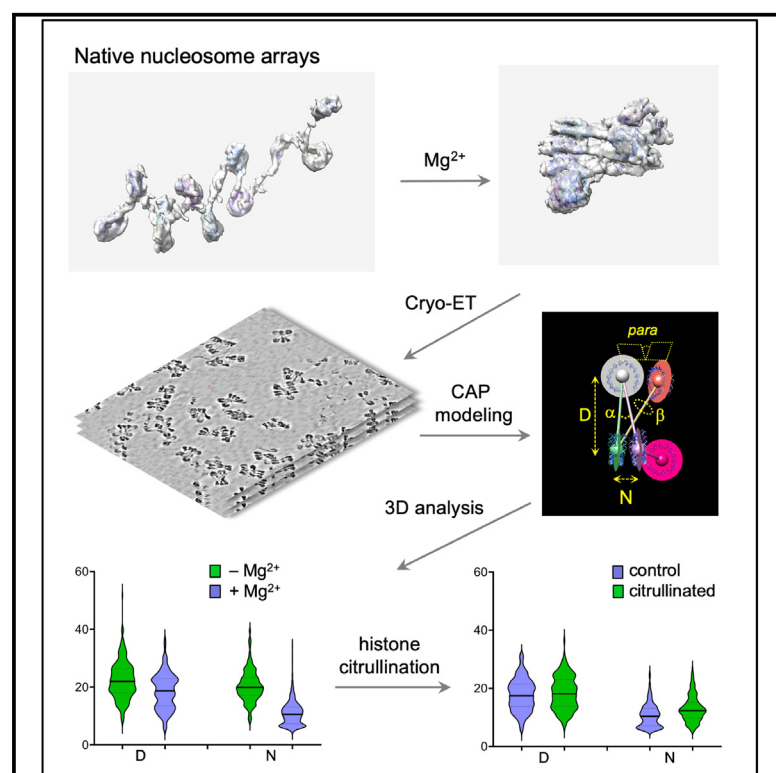 Native nucleosome arrays
Mg²⁺
Cryo-ET
CAP
modeling
para
D
α
β
N
3D analysis
– Mg²⁺
+ Mg²⁺
60
40
20
0
D
N
histone
citrullination
control
citrullinated
60
40
20
0
D
N